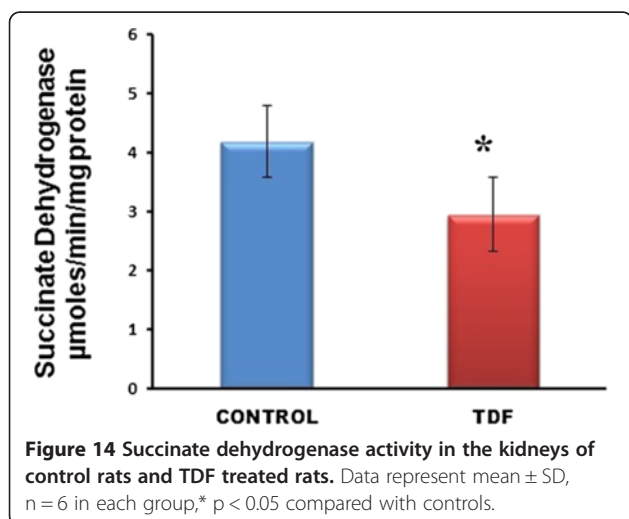 Succinate Dehydrogenase
µmoles/min/mgprotein
6
5
4
3
2
1
0
*
CONTROL
TDF
Figure 14 Succinate dehydrogenase activity in the kidneys of
control rats and TDF treated rats. Data represent mean ± SD,
n = 6 in each group,* p < 0.05 compared with controls.